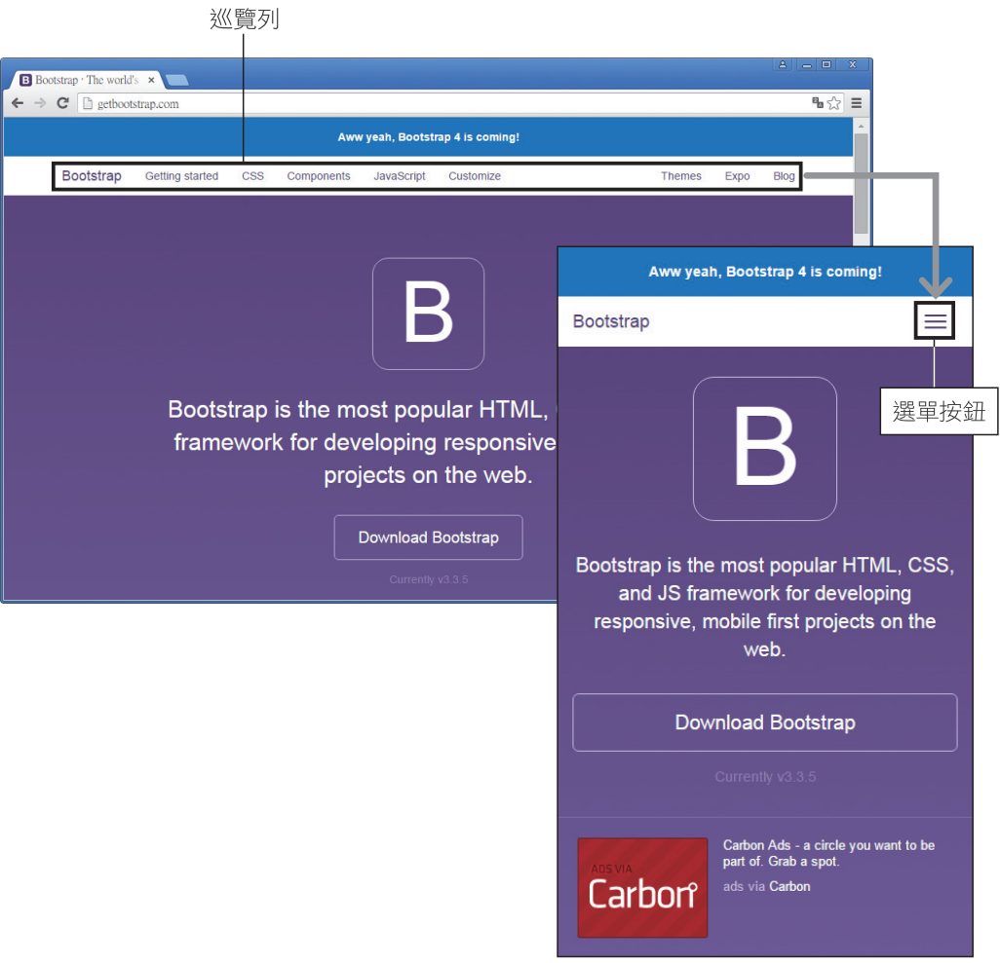 巡覽列
B Bootstrap · The world's ×
getbootstrap.com
Aww yeah, Bootstrap 4 is coming!
Bootstrap Getting started CSS Components JavaScript Customize Themes Expo Blog
B
Bootstrap is the most popular HTML,
framework for developing responsive
projects on the web.
Download Bootstrap
Currently v3.3.5
Aww yeah, Bootstrap 4 is coming!
Bootstrap
選單按鈕
B
Bootstrap is the most popular HTML, CSS,
and JS framework for developing
responsive, mobile first projects on the
web.
Download Bootstrap
Currently v3.3.5
ADS VIA
Carbon
Carbon Ads - a circle you want to be
part of. Grab a spot.
ads via Carbon